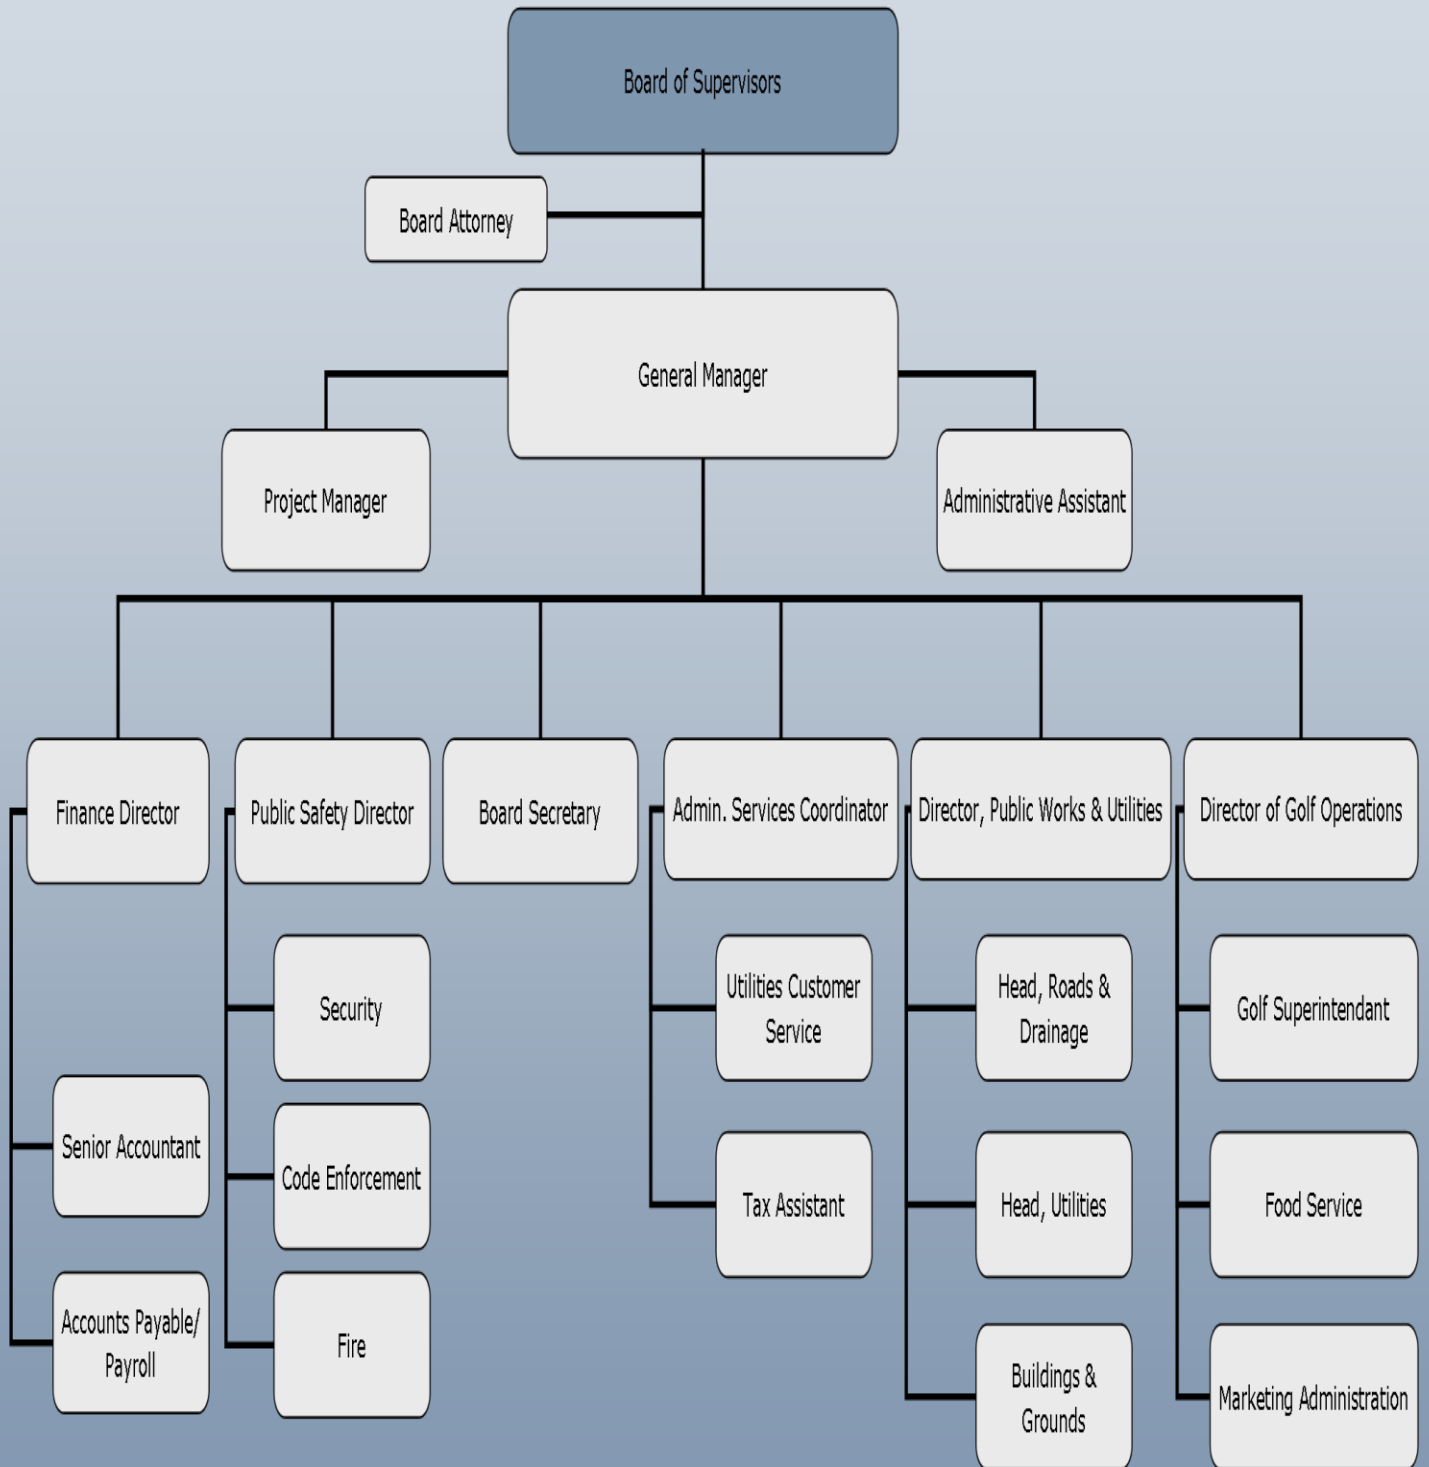 Board of Supervisors
Board Attorney
General Manager
Project Manager
Administrative Assistant
Finance Director
Public Safety Director
Board Secretary
Admin. Services Coordinator
Director, Public Works & Utilities
Director of Golf Operations
Security
Utilities Customer
Service
Head, Roads &
Drainage
Golf Superintendant
Senior Accountant
Code Enforcement
Tax Assistant
Head, Utilities
Food Service
Accounts Payable/
Payroll
Fire
Buildings &
Grounds
Marketing Administration